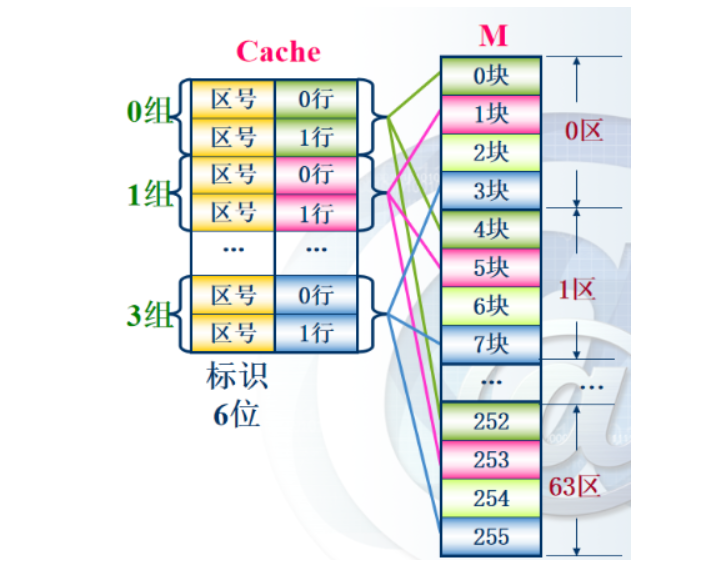 Cache
0组
区号 0行
区号 1行
1组
区号 0行
区号 1行
... ...
3组
区号 0行
区号 1行
标识
6位
M
0块
1块
2块
3块
0区
4块
5块
6块
7块
1区
... ...
252
253
254
255
63区